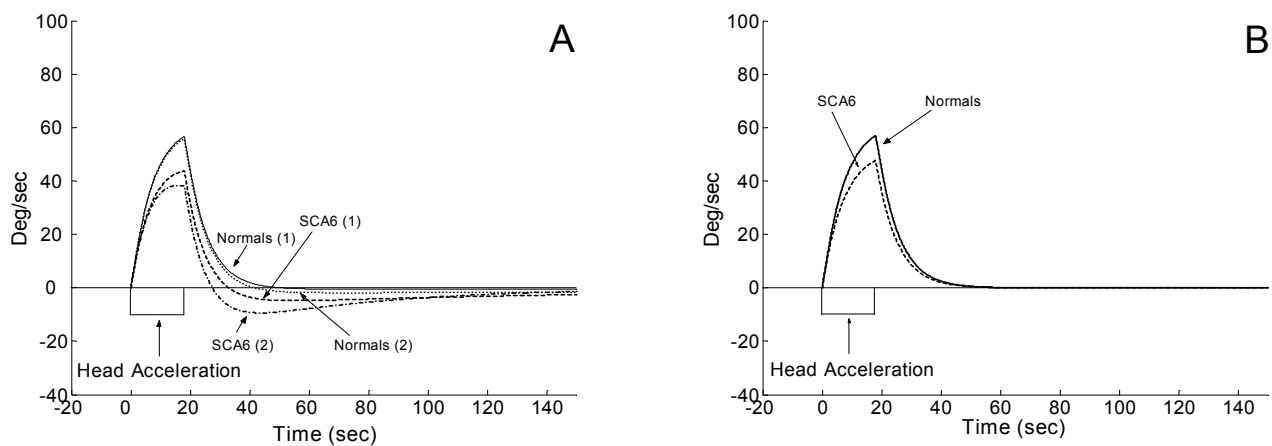 A
100
80
60
40
20
0
-20
-40
Deg/sec
SCA6 (1)
Normals (1)
SCA6 (2)
Normals (2)
Head Acceleration
-20 0 20 40 60 80 100 120 140
Time (sec)
B
100
80
60
40
20
0
-20
-40
Deg/sec
SCA6
Normals
Head Acceleration
-20 0 20 40 60 80 100 120 140
Time (sec)